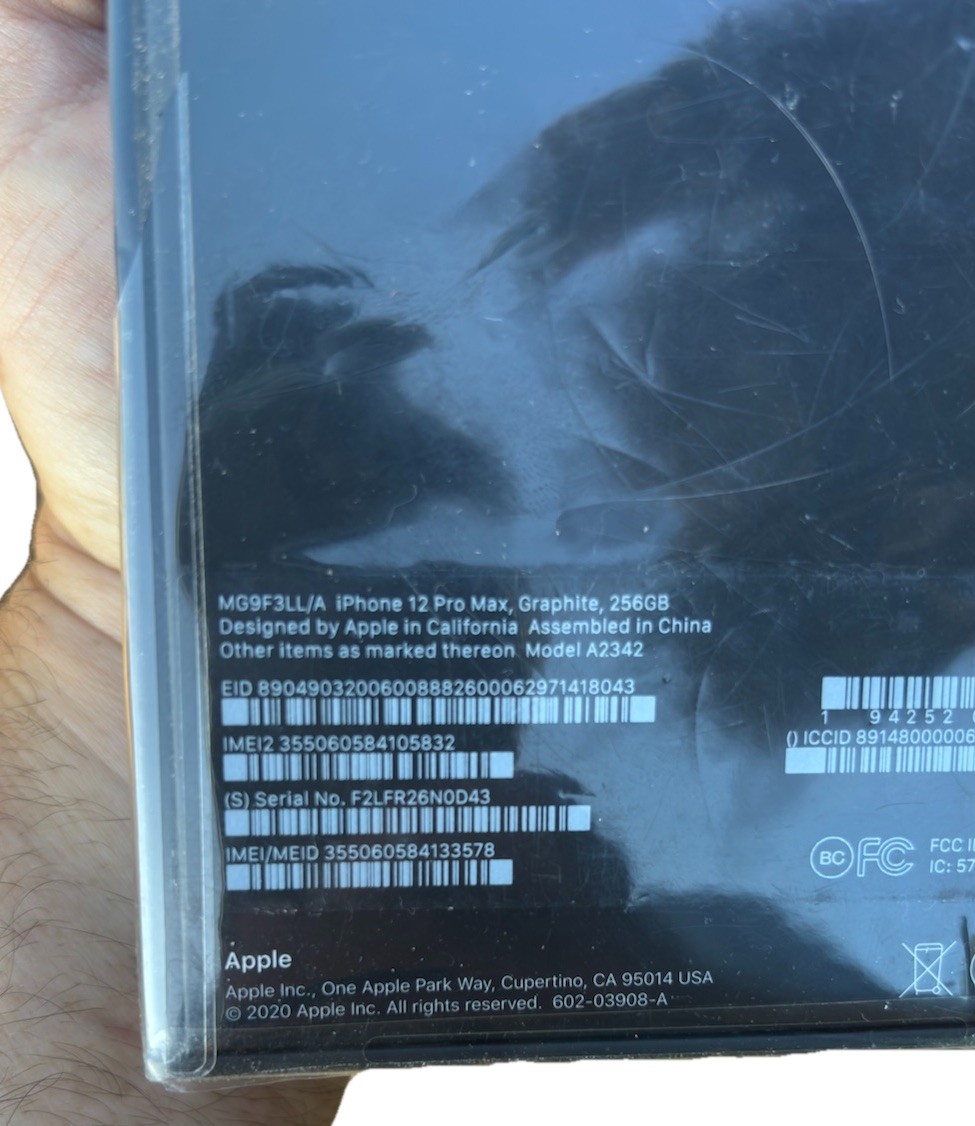 MG9F3LL/A iPhone 12 Pro Max, Graphite, 256GB
Designed by Apple in California Assembled in China
Other items as marked thereon Model A2342
EID 89049032006008882600062971418043
IMEI2 355060584105832
(S) Serial No. F2LFR26N0D43
IMEI/MEID 355060584133578
1 94252
() ICCID 89148000006
BC FC FCC
IC: 57
Apple
Apple Inc., One Apple Park Way, Cupertino, CA 95014 USA
© 2020 Apple Inc. All rights reserved. 602-03908-A